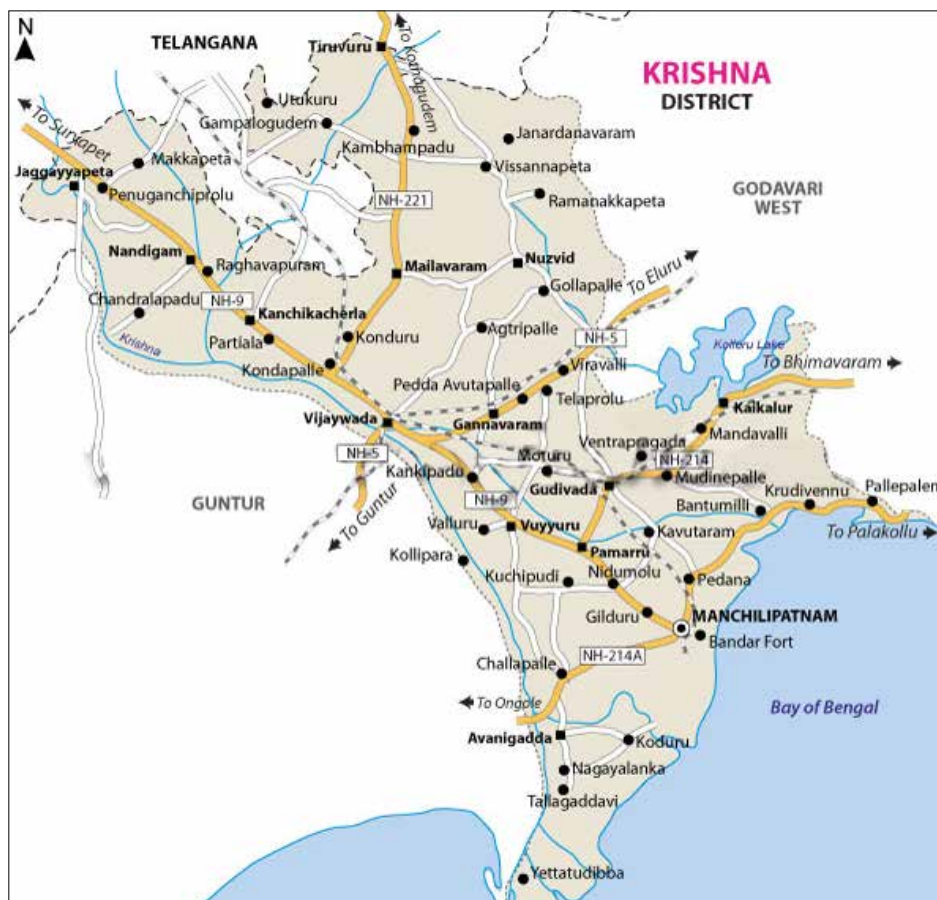 N
TELANGANA
Tiruvuru
To Kothagudem
KRISHNA
DISTRICT
Utukuru
Gampalogudem
Kambhampadu
Janardanavaram
To Suryapet
Makkapeta
Vissannapeta
Jaggayyapeta
Penuganchiprolu
NH-221
Ramanakkapeta
GODAVARI
WEST
Nandigam
Raghavapuram
Mailavaram
Nuzvid
To Eluru
Gollapalle
Chandralapadu
NH-9
Kanchikacherla
Agtripalle
NH-5
Kolleru Lake
Krishna
Partiala
Konduru
To Bhimavaram
Kondapalle
Viravalli
Pedda Avutapalle
Telaprolu
Vijaywada
Gannavaram
Kaikalur
Mandavalli
NH-5
Moturu
Ventrapragada
NH-214
Kankipadu
Gudivada
Mudinepalle
GUNTUR
NH-9
Bantumilli
Krudivennu
Pallepalem
To Guntur
Valluru
Vuyyuru
Kavutaram
To Palakollu
Kollipara
Pamarru
Kuchipudi
Nidumolu
Pedana
Gilduru
MANCHILIPATNAM
Bandar Fort
Challapalle
NH-214A
To Ongole
Bay of Bengal
Avanigadda
Koduru
Nagayalanka
Tallagaddavi
Yettatudibba